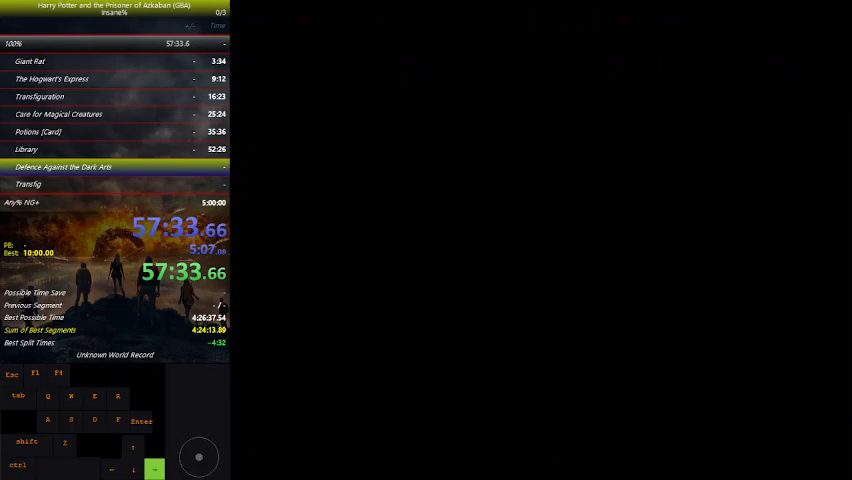 Harry Potter and the Prisoner of Azkaban (GBA)
Insane% 0/3
+/- Time
100% 57:33.6 -
Giant Rat - 3:34
The Hogwart's Express - 9:12
Transfiguration - 16:23
Care for Magical Creatures - 25:24
Potions [Card] - 35:36
Library - 52:26
Defence Against the Dark Arts -
Transfig -
Any% NG+ 5:00:00
57:33.66
PB: -
Best: 10:00.00
5:07.00
57:33.66
Possible Time Save -
Previous Segment - / -
Best Possible Time 4:26:37.54
Sum of Best Segments 4:24:13.89
Best Split Times -4:32
Unknown World Record
Esc F1 F4
tab Q W E R
A S D F Enter
shift Z ↑
ctrl ← ↓ →